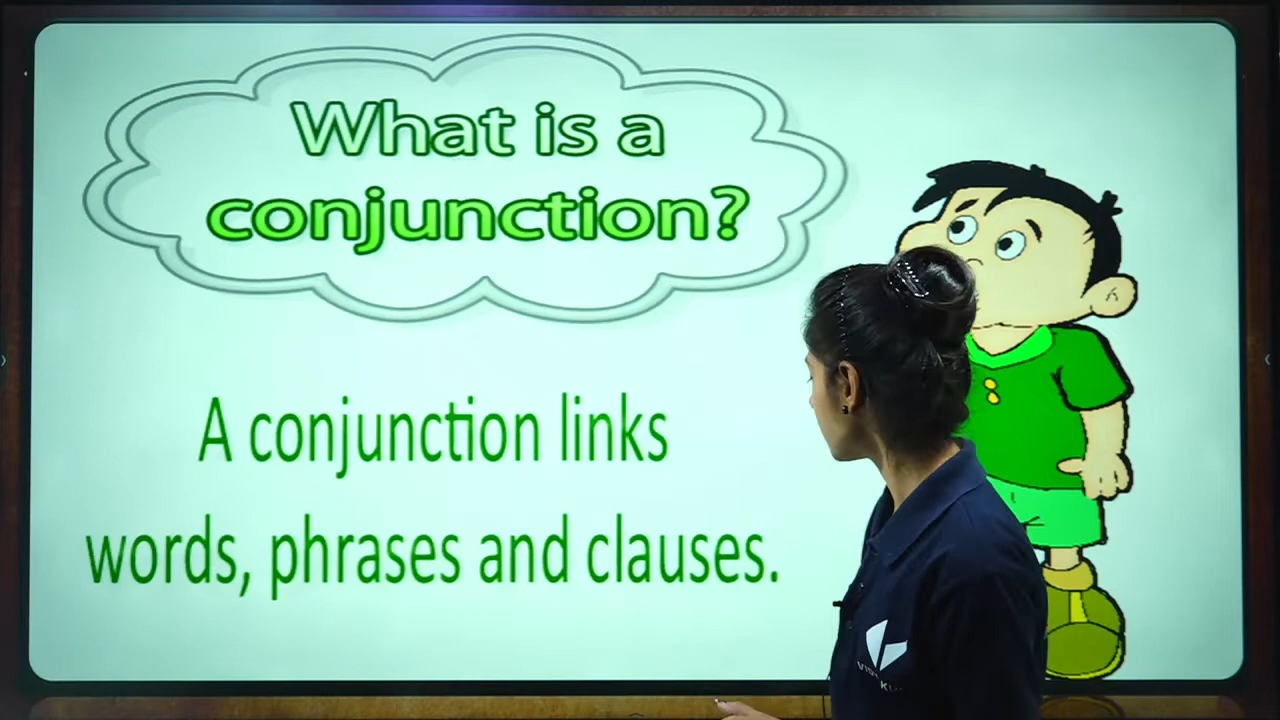 What is a
conjunction?
A conjunction links
words, phrases and clauses.